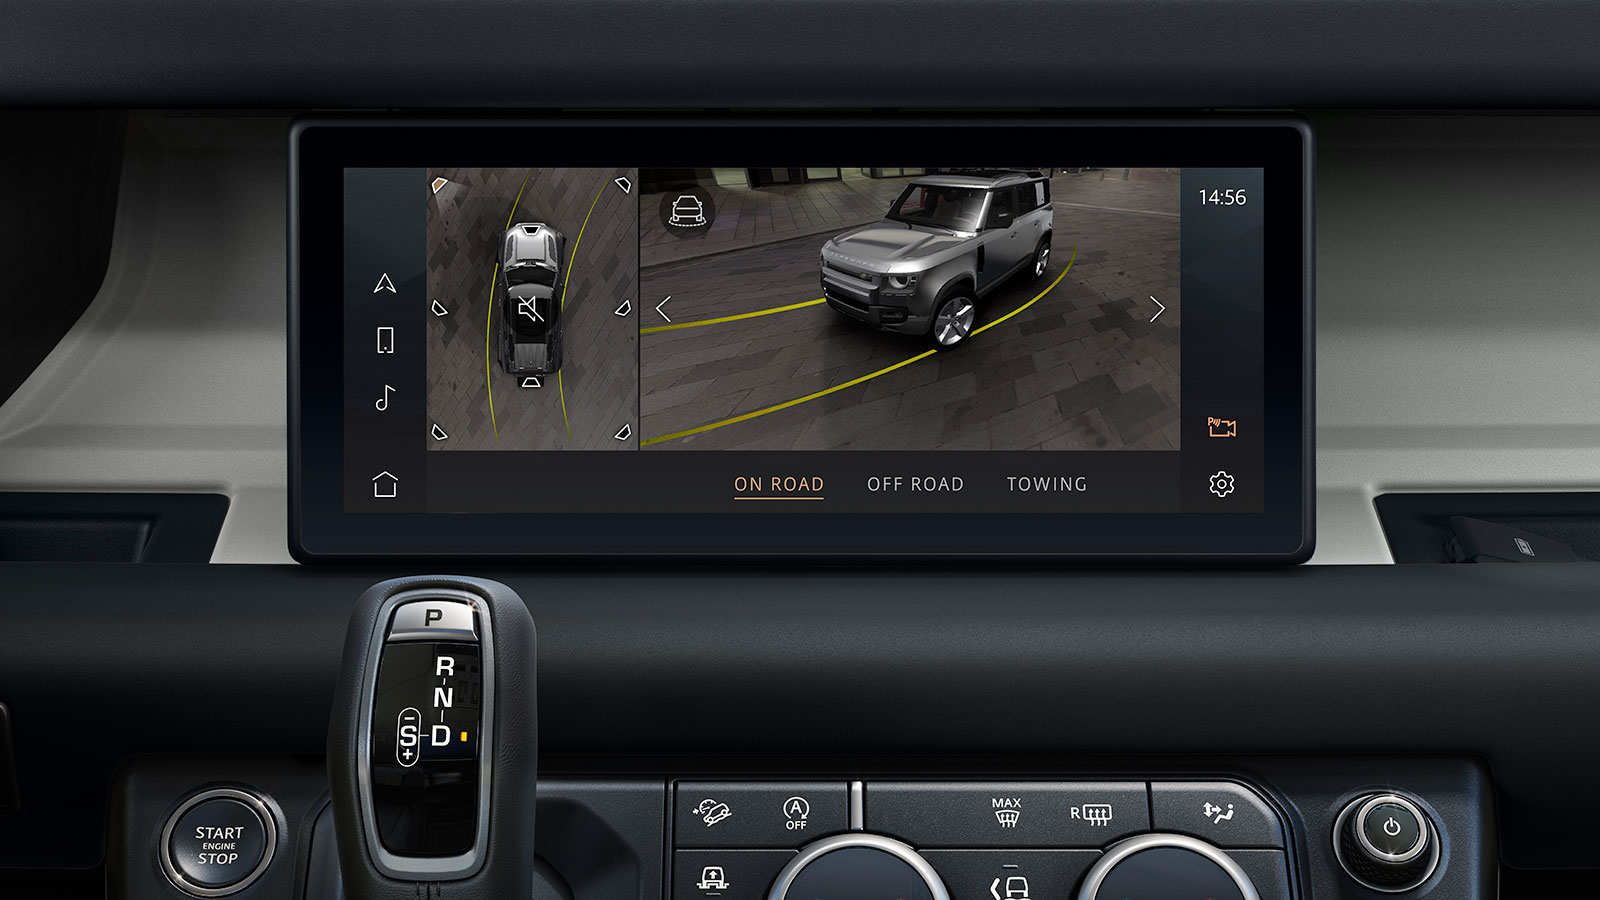 14:56
ON ROAD
OFF ROAD
TOWING
P
R
N
S
D
START
ENGINE
STOP
A
OFF
MAX
R